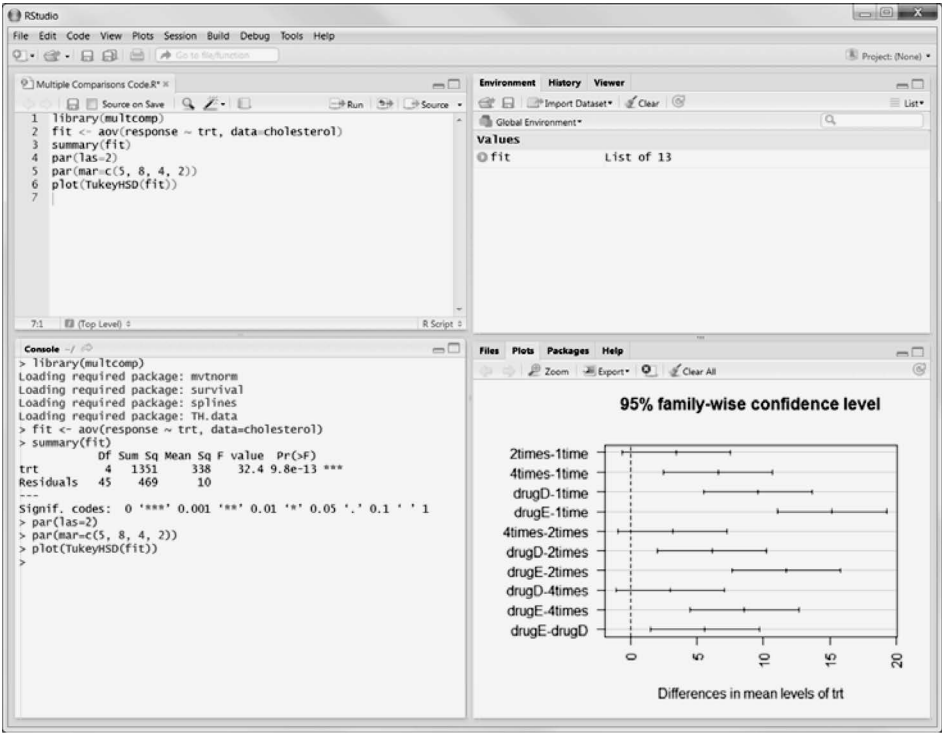 RStudio
File Edit Code View Plots Session Build Debug Tools Help
Go to file/function
Project: (None)
Multiple Comparisons Code.R* ×
Source on Save
Run
Source
1 library(multcomp)
2 fit <- aov(response ~ trt, data=cholesterol)
3 summary(fit)
4 par(las=2)
5 par(mar=c(5, 8, 4, 2))
6 plot(TukeyHSD(fit))
7
7:1 (Top Level) R Script
Environment History Viewer
Import Dataset Clear List
Global Environment
Values
fit List of 13
Console ~/
> library(multcomp)
Loading required package: mvtnorm
Loading required package: survival
Loading required package: splines
Loading required package: TH.data
> fit <- aov(response ~ trt, data=cholesterol)
> summary(fit)
Df Sum Sq Mean Sq F value Pr(>F)
trt 4 1351 338 32.4 9.8e-13 ***
Residuals 45 469 10
---
Signif. codes: 0 ‘***’ 0.001 ‘**’ 0.01 ‘*’ 0.05 ‘.’ 0.1 ‘ ’ 1
> par(las=2)
> par(mar=c(5, 8, 4, 2))
> plot(TukeyHSD(fit))
>
Files Plots Packages Help
Zoom Export Clear All
95% family-wise confidence level
2times-1time
4times-1time
drugD-1time
drugE-1time
4times-2times
drugD-2times
drugE-2times
drugD-4times
drugE-4times
drugE-drugD
0 5 10 15 20
Differences in mean levels of trt